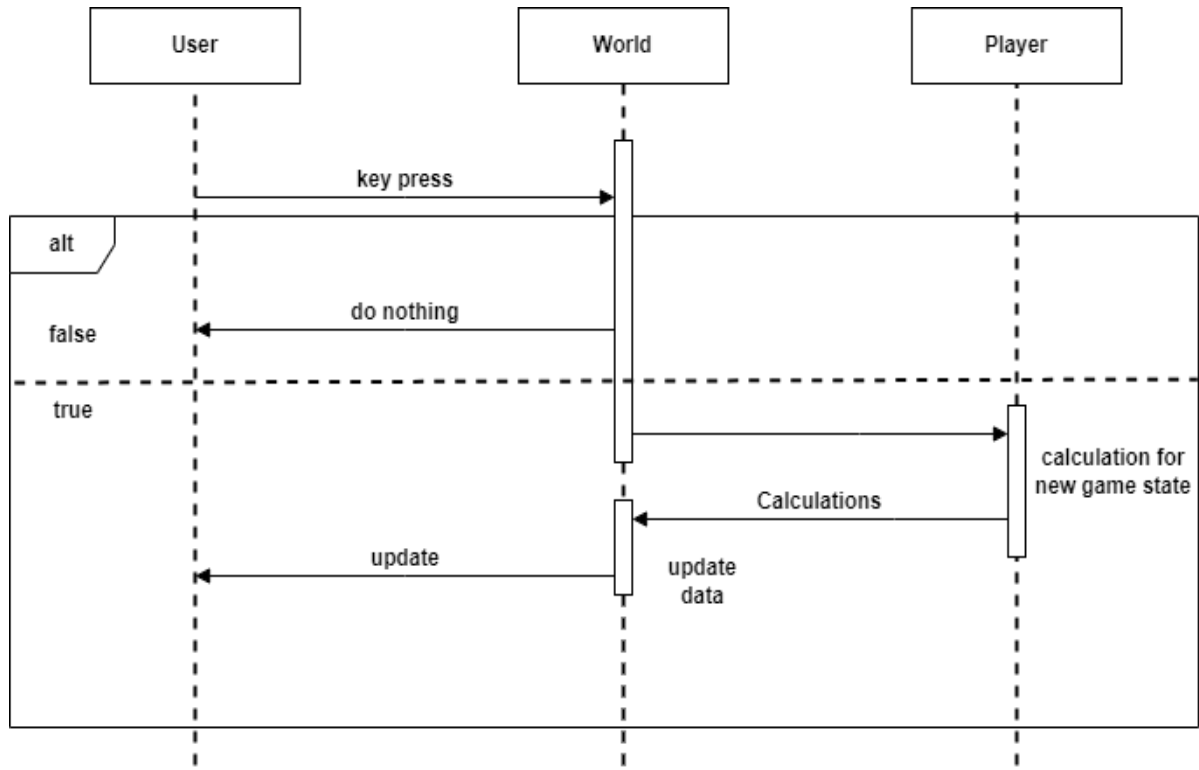 User
World
Player
key press
alt
do nothing
false
true
calculation for
new game state
Calculations
update
update
data